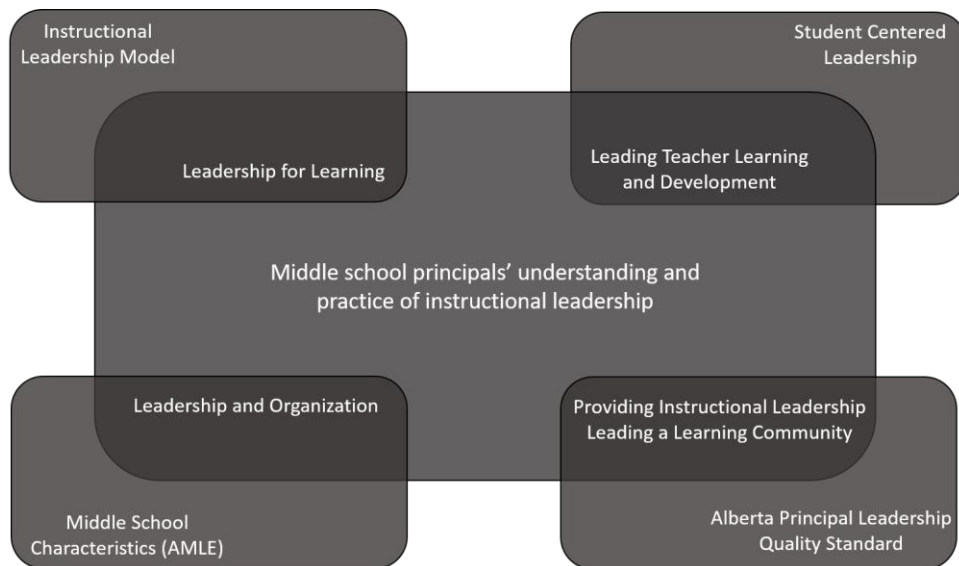 Instructional
Leadership Model
Student Centered
Leadership
Leadership for Learning
Leading Teacher Learning
and Development
Middle school principals’ understanding and
practice of instructional leadership
Leadership and Organization
Providing Instructional Leadership
Leading a Learning Community
Middle School
Characteristics (AMLE)
Alberta Principal Leadership
Quality Standard